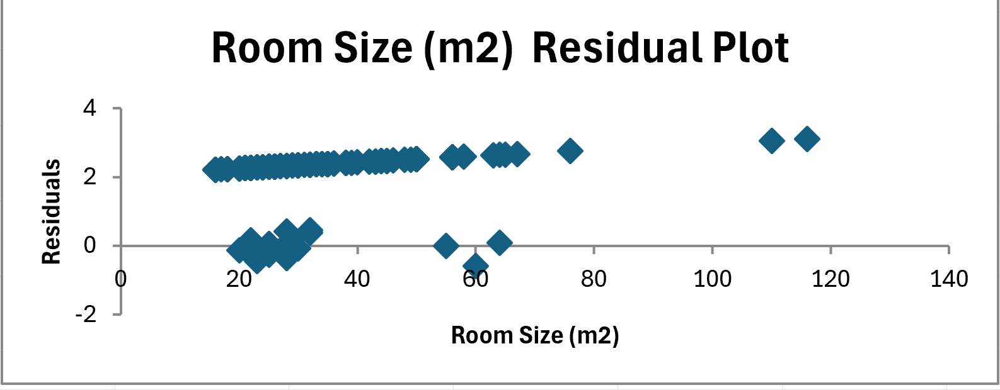 Room Size (m2)  Residual Plot
4
2
0
-2
Residuals
0 20 40 60 80 100 120 140
Room Size (m2)